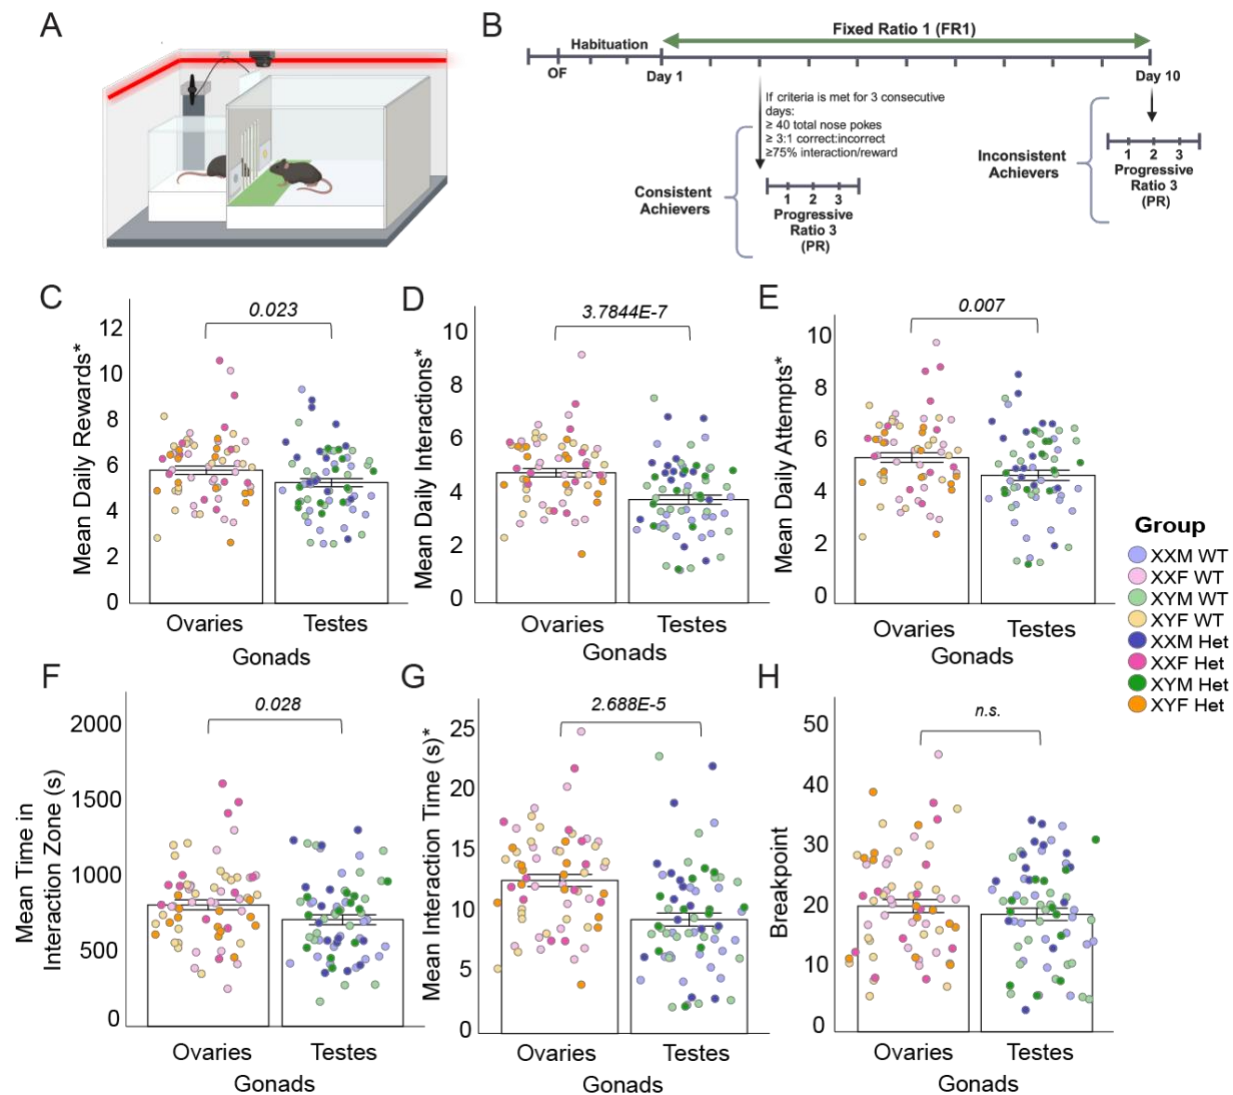 A
B
Fixed Ratio 1 (FR1)
Habituation
OF
Day 1
Day 10
If criteria is met for 3 consecutive
days:
≥ 40 total nose pokes
≥ 3:1 correct:incorrect
≥75% interaction/reward
Consistent
Achievers
1 2 3
Progressive
Ratio 3
(PR)
Inconsistent
Achievers
1 2 3
Progressive
Ratio 3
(PR)
C
0.023
Mean Daily Rewards*
12
10
8
6
4
2
0
Ovaries Testes
Gonads
D
3.7844E-7
Mean Daily Interactions*
10
8
6
4
2
0
Ovaries Testes
Gonads
E
0.007
Mean Daily Attempts*
10
8
6
4
2
0
Ovaries Testes
Gonads
Group
XXM WT
XXF WT
XYM WT
XYF WT
XXM Het
XXF Het
XYM Het
XYF Het
F
0.028
Mean Time in
Interaction Zone (s)
2000
1500
1000
500
0
Ovaries Testes
Gonads
G
2.688E-5
Mean Interaction Time (s)*
25
20
15
10
5
0
Ovaries Testes
Gonads
H
n.s.
Breakpoint
50
40
30
20
10
0
Ovaries Testes
Gonads